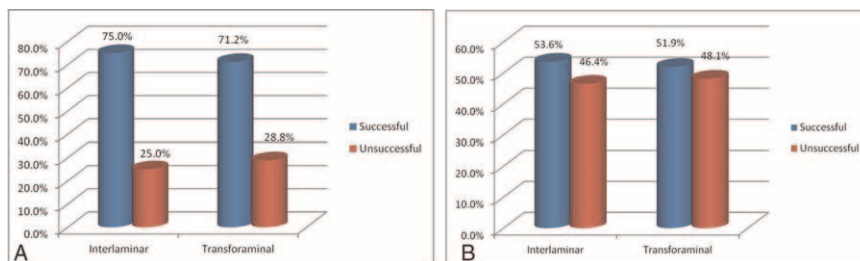 80.0%
70.0%
60.0%
50.0%
40.0%
30.0%
20.0%
10.0%
0.0%
75.0%
71.2%
25.0%
28.8%
Interlaminar
Transforaminal
Successful
Unsuccessful
A
60.0%
50.0%
40.0%
30.0%
20.0%
10.0%
0.0%
53.6%
46.4%
51.9%
48.1%
Interlaminar
Transforaminal
Successful
Unsuccessful
B